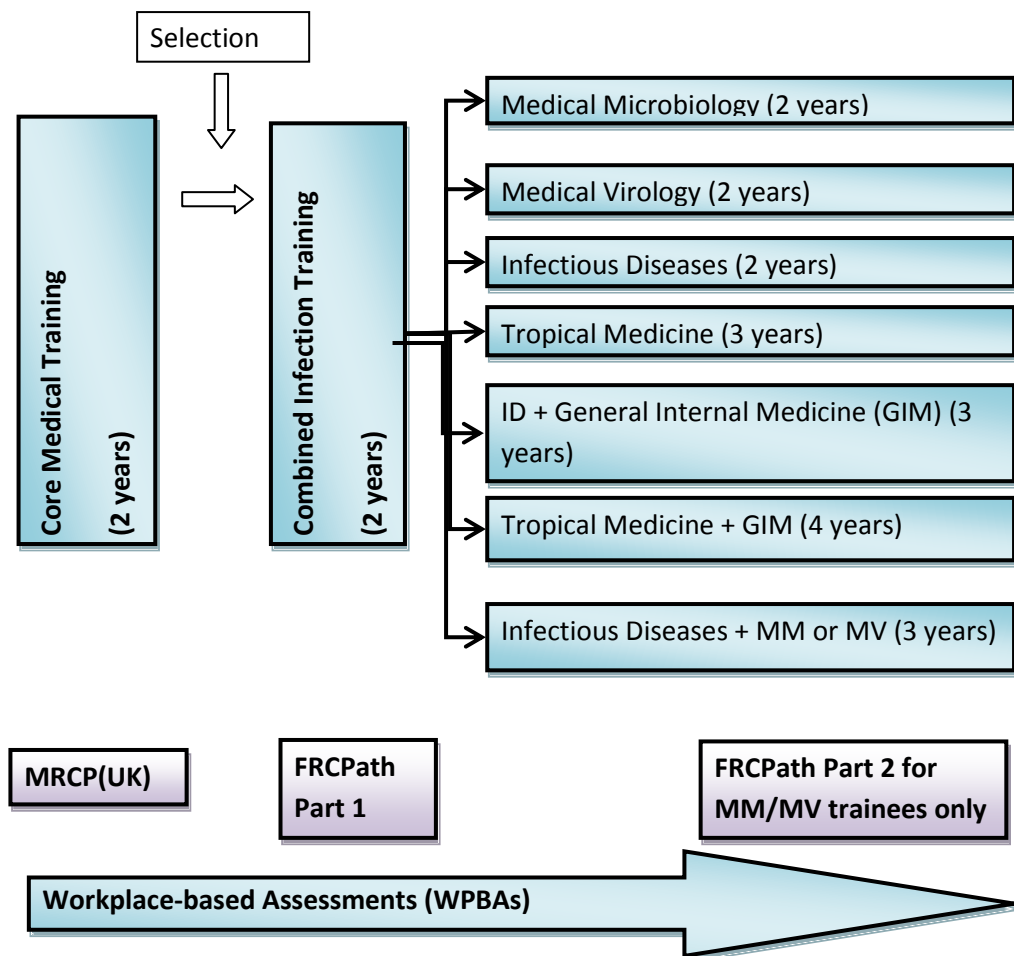 Selection
Core Medical Training
(2 years)
Combined Infection Training
(2 years)
Medical Microbiology (2 years)
Medical Virology (2 years)
Infectious Diseases (2 years)
Tropical Medicine (3 years)
ID + General Internal Medicine (GIM) (3
years)
Tropical Medicine + GIM (4 years)
Infectious Diseases + MM or MV (3 years)
MRCP(UK)
FRCPath
Part 1
FRCPath Part 2 for
MM/MV trainees only
Workplace-based Assessments (WPBAs)